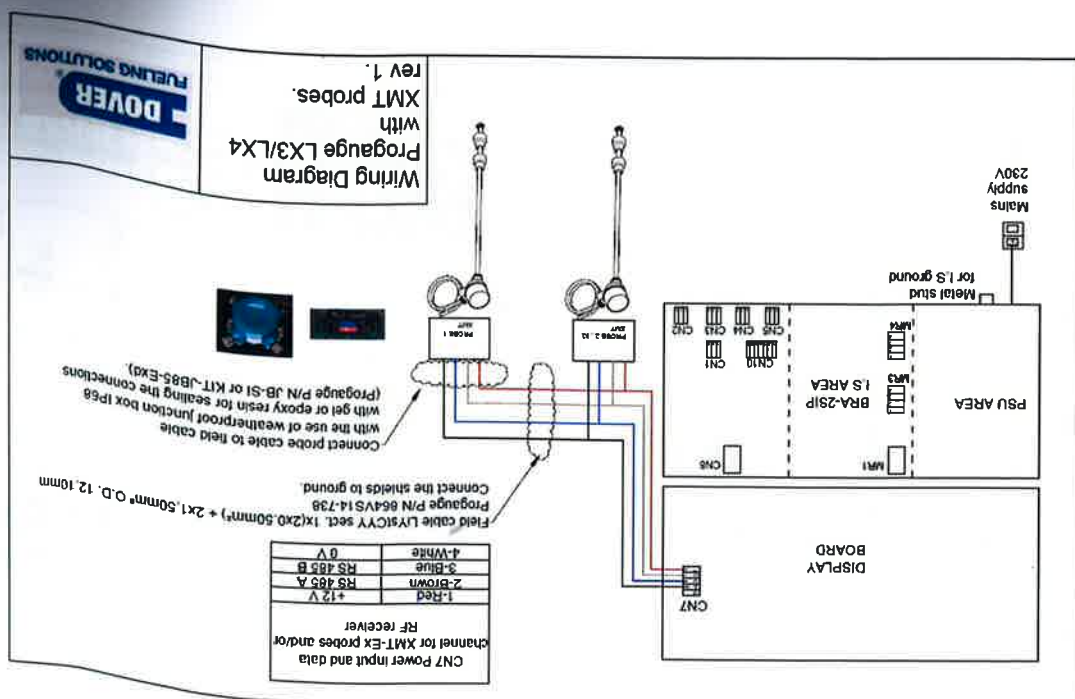 DOVER
FUELING SOLUTIONS
Wiring Diagram
Progauge LX3/LX4
with
XMT probes.
rev 1.
Mains
supply
230V
Metal stud
for I.S ground
PSU AREA
MR4
MR3
MR1
BRA-2SIP
I.S AREA
CN5
CN4
CN3
CN2
CN10
CN1
PROBE 2..12
XMT
PROBE 1
XMT
Connect probe cable to field cable
with the use of weatherproof junction box IP68
with gel or epoxy resin for sealing the connections
(Progauge P/N JB-SI or KIT-JB85-Exd).
Field cable LiYStCYY sect. 1x(2x0.50mm²) + 2x1,50mm² O.D. 12,10mm
Progauge P/N 864VS14-738
Connect the shields to ground.
DISPLAY
BOARD
CN7
CN7 Power input and data
channel for XMT-Ex probes and/or
RF receiver
1-Red +12 V
2-Brown RS 485 A
3-Blue RS 485 B
4-White 0 V